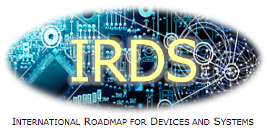 IRDS
International Roadmap for Devices and Systems